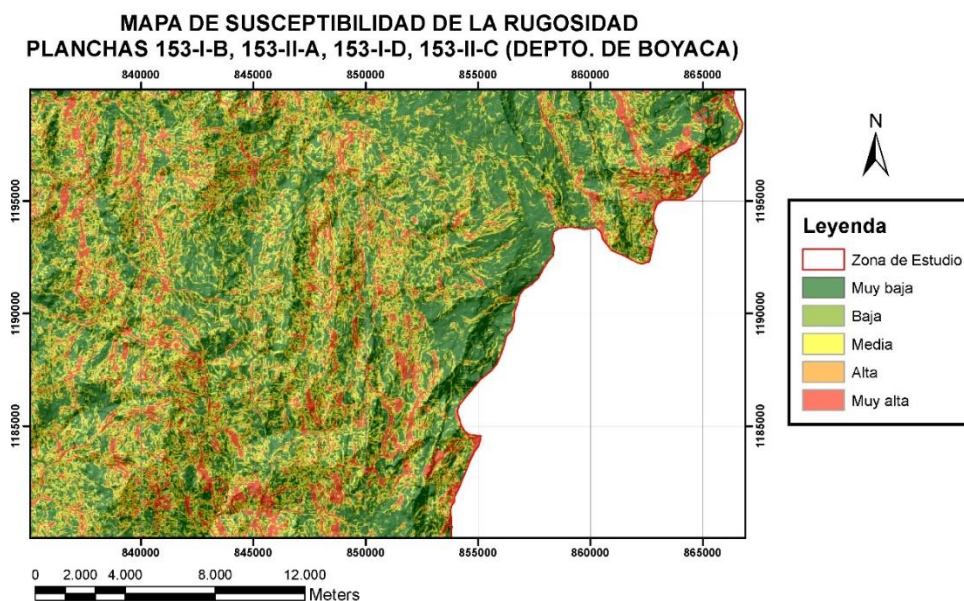 MAPA DE SUSCEPTIBILIDAD DE LA RUGOSIDAD
PLANCHAS 153-I-B, 153-II-A, 153-I-D, 153-II-C (DEPTO. DE BOYACA)
840000 845000 850000 855000 860000 865000
N
1195000 1195000
1190000 1190000
1185000 1185000
Leyenda
Zona de Estudio
Muy baja
Baja
Media
Alta
Muy alta
840000 845000 850000 855000 860000 865000
0 2.000 4.000 8.000 12.000
Meters